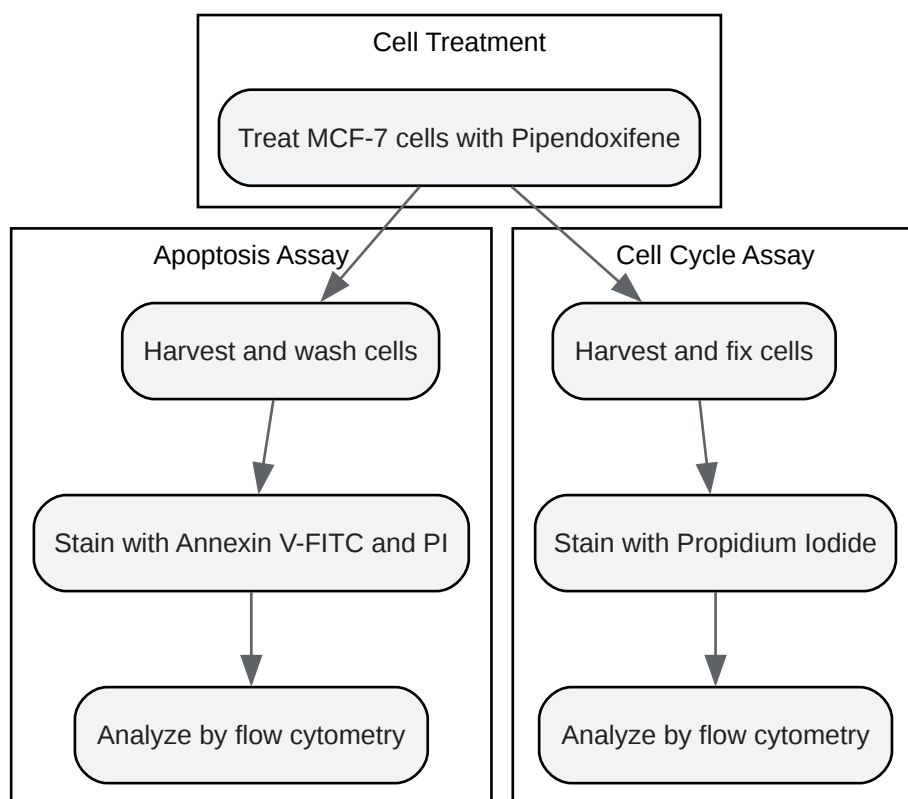 Cell Treatment
Treat MCF-7 cells with Pipendoxifene
Apoptosis Assay
Harvest and wash cells
Stain with Annexin V-FITC and PI
Analyze by flow cytometry
Cell Cycle Assay
Harvest and fix cells
Stain with Propidium Iodide
Analyze by flow cytometry